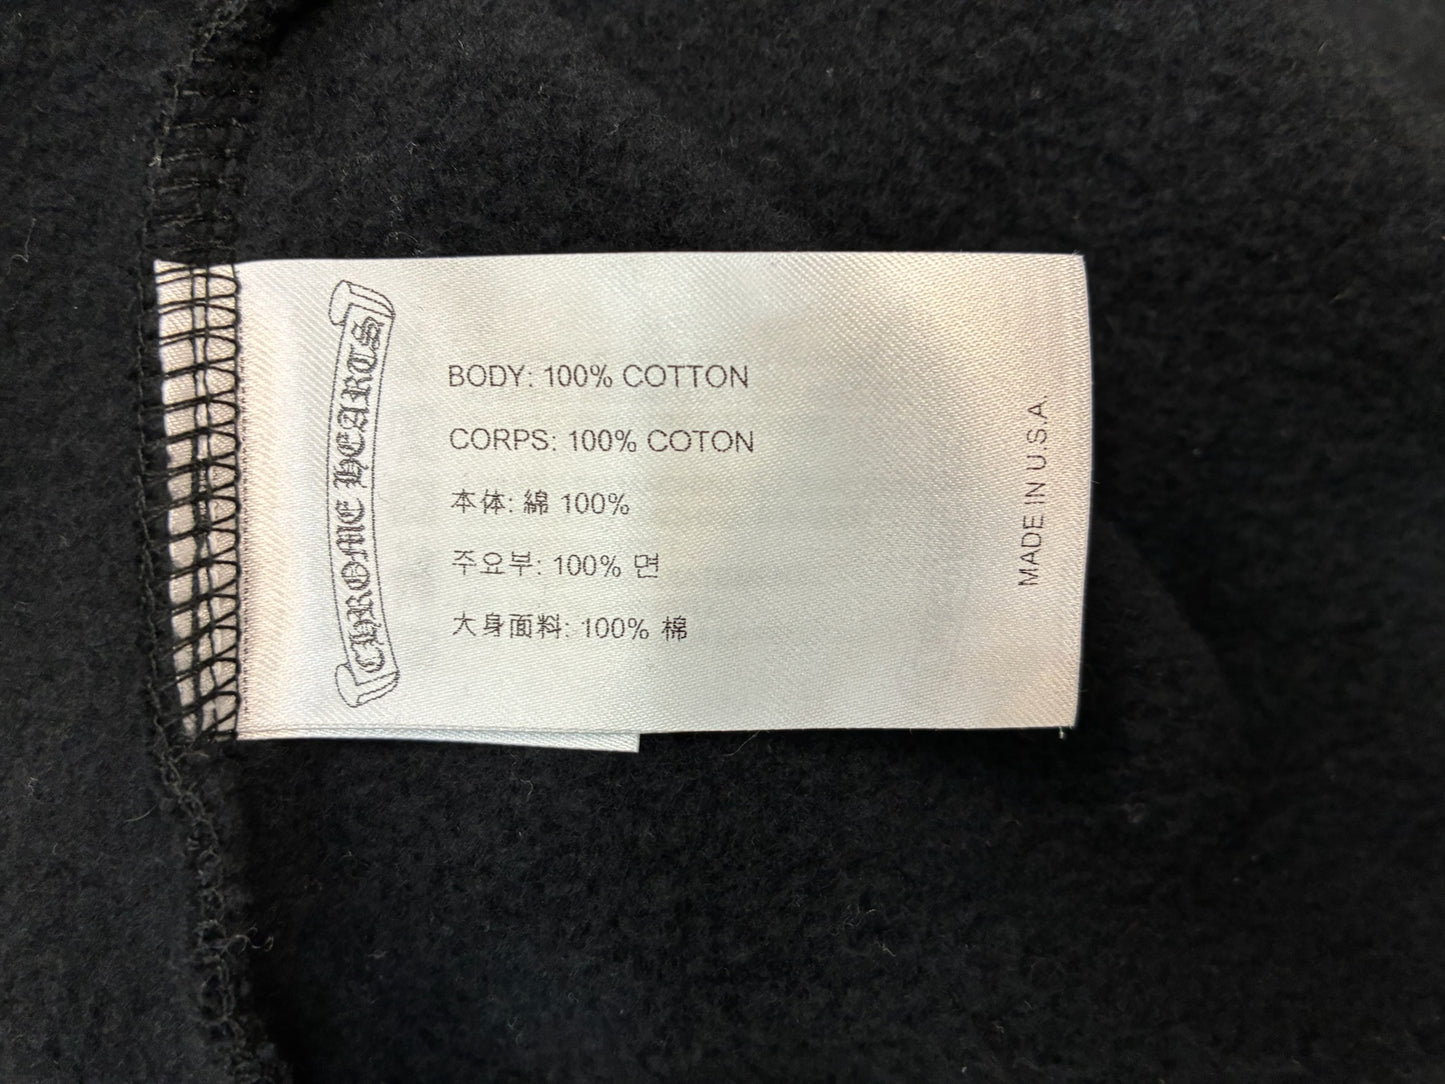 CHROME HEARTS
BODY: 100% COTTON
CORPS: 100% COTON
本体: 綿 100%
주요부: 100% 면
大身面料: 100% 棉
MADE IN U.S.A.